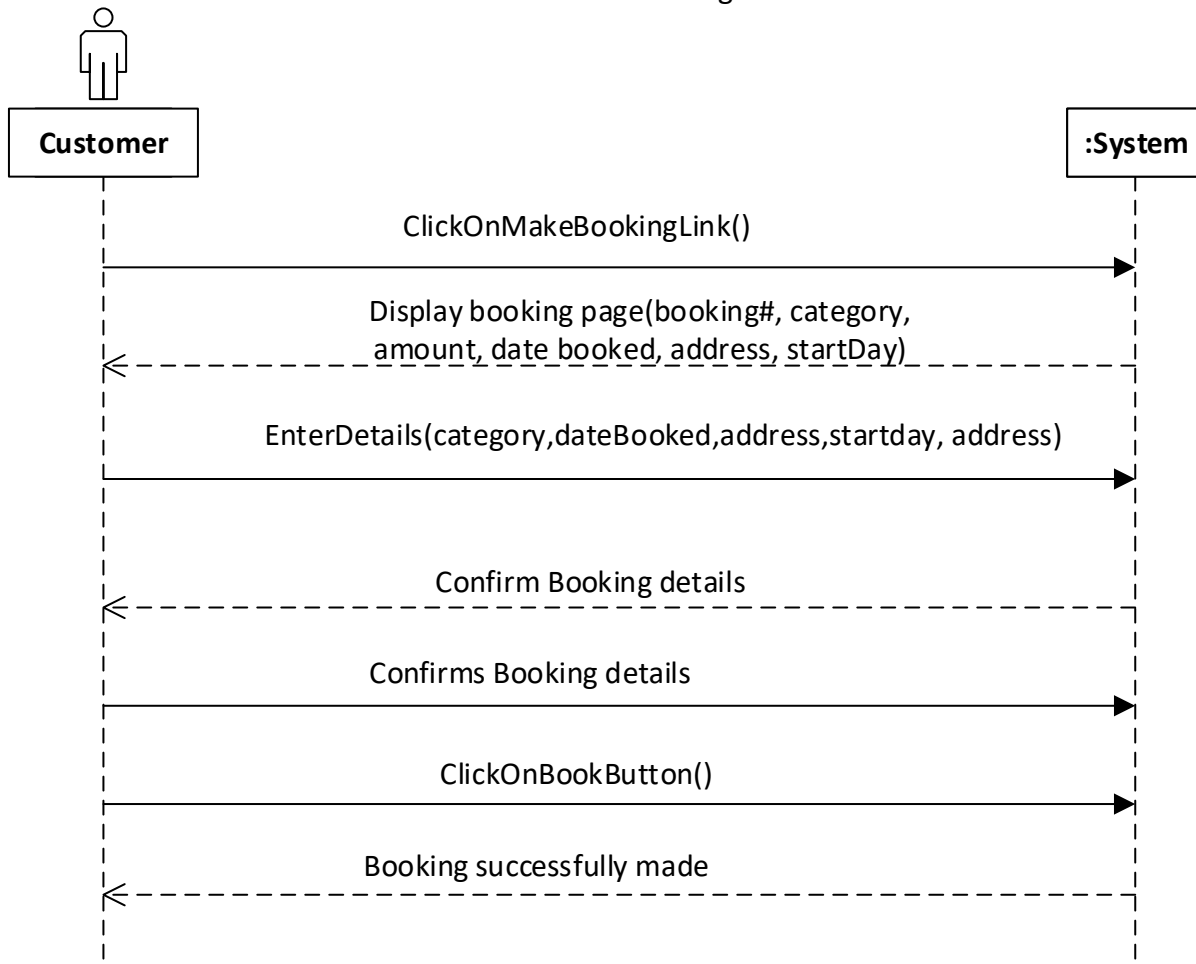 Customer
:System
ClickOnMakeBookingLink()
Display booking page(booking#, category,
amount, date booked, address, startDay)
EnterDetails(category,dateBooked,address,startday, address)
Confirm Booking details
Confirms Booking details
ClickOnBookButton()
Booking successfully made